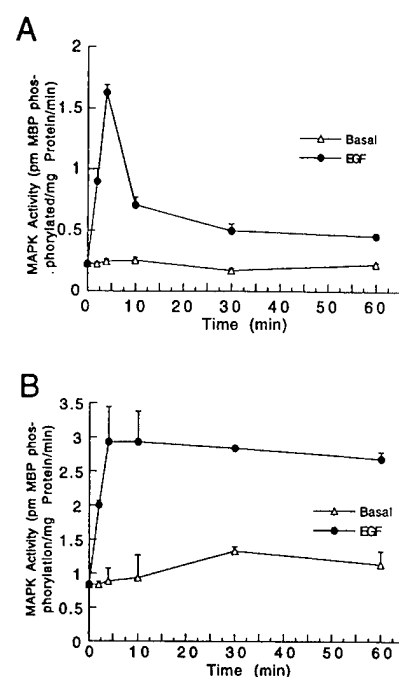 A
MAPK Activity (pm MBP phos-
phorylated/mg Protein/min)
2
1.5
1
0.5
0
Basal
EGF
0 10 20 30 40 50 60
Time (min)
B
MAPK Activity (pm MBP phos-
phorylation/mg Protein/min)
3.5
3
2.5
2
1.5
1
0.5
0
Basal
EGF
0 10 20 30 40 50 60
Time (min)